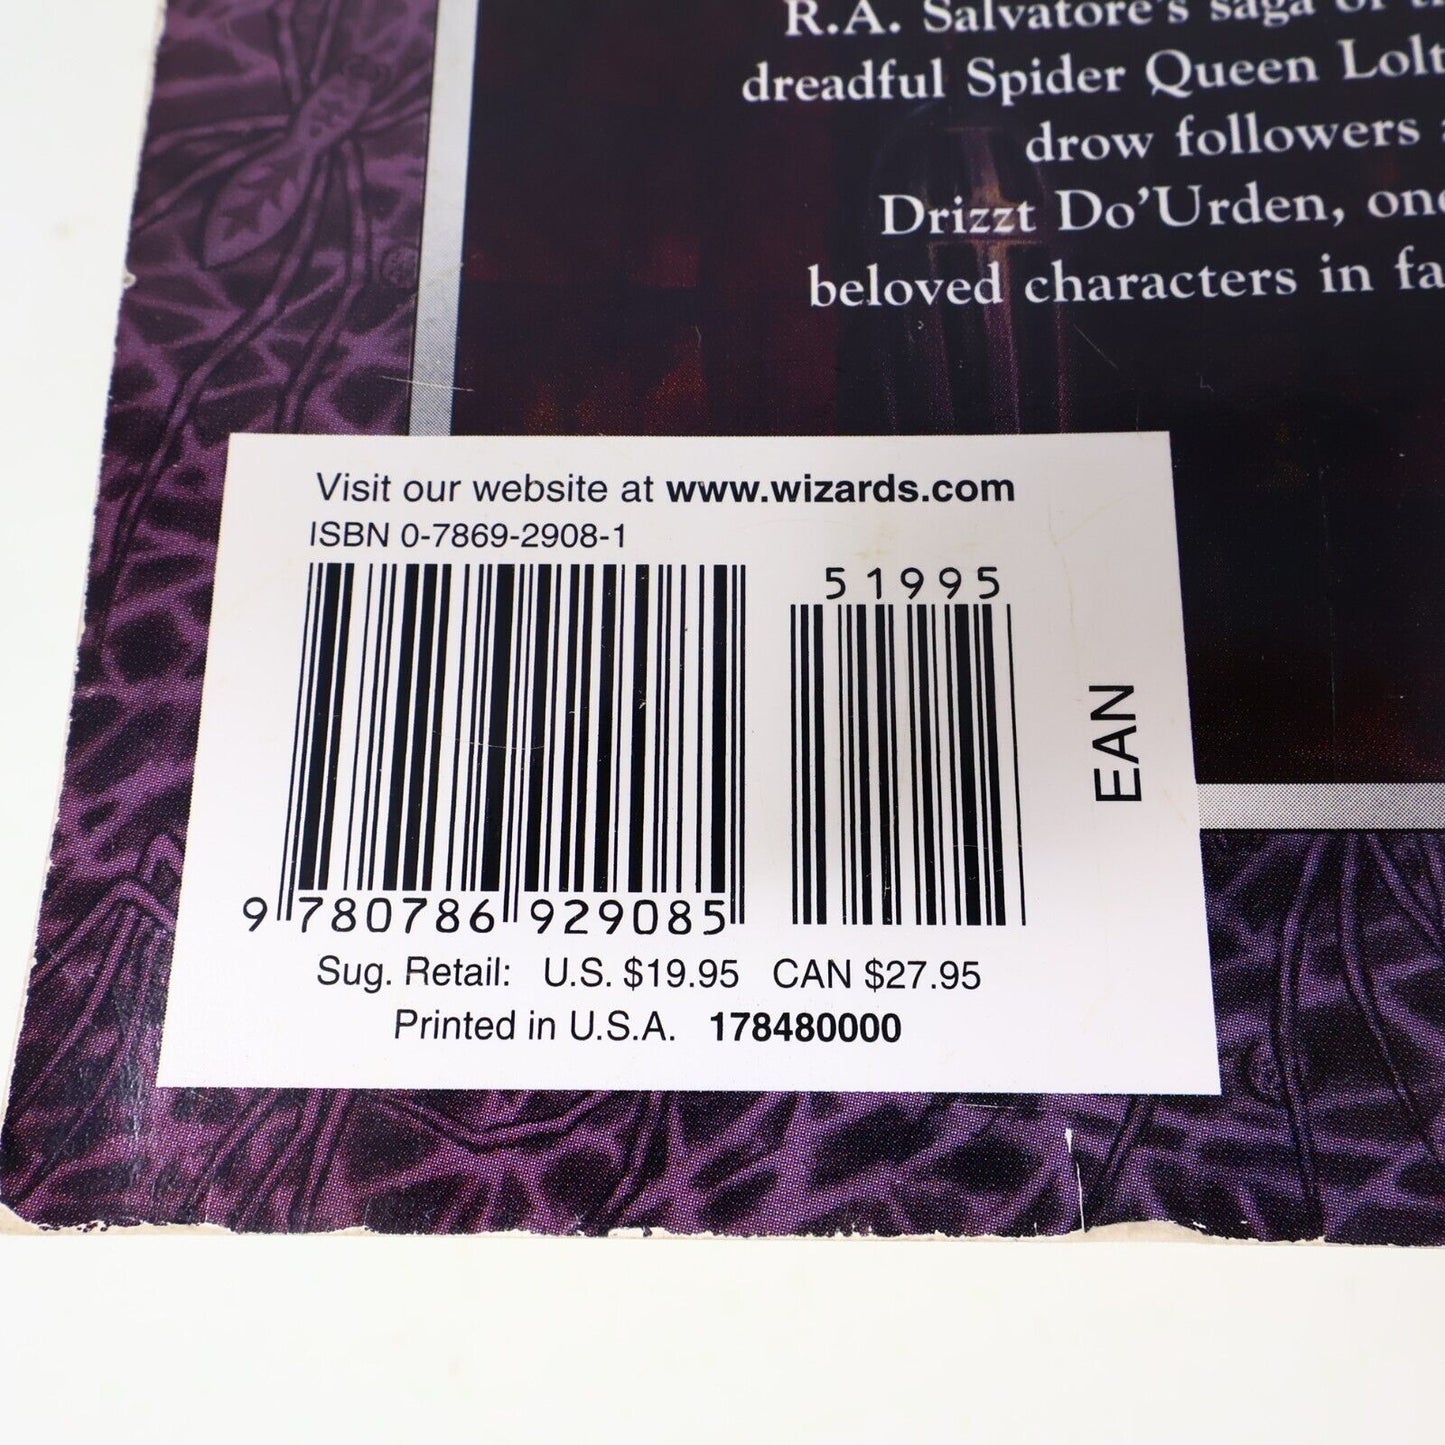 R.A. Salvatore's saga of
dreadful Spider Queen
drow followers
Drizzt Do'Urden,
beloved characters in
Visit our website at www.wizards.com
ISBN 0-7869-2908-1
51995
EAN
9 780786 929085
Sug. Retail: U.S. $19.95 CAN $27.95
Printed in U.S.A. 178480000